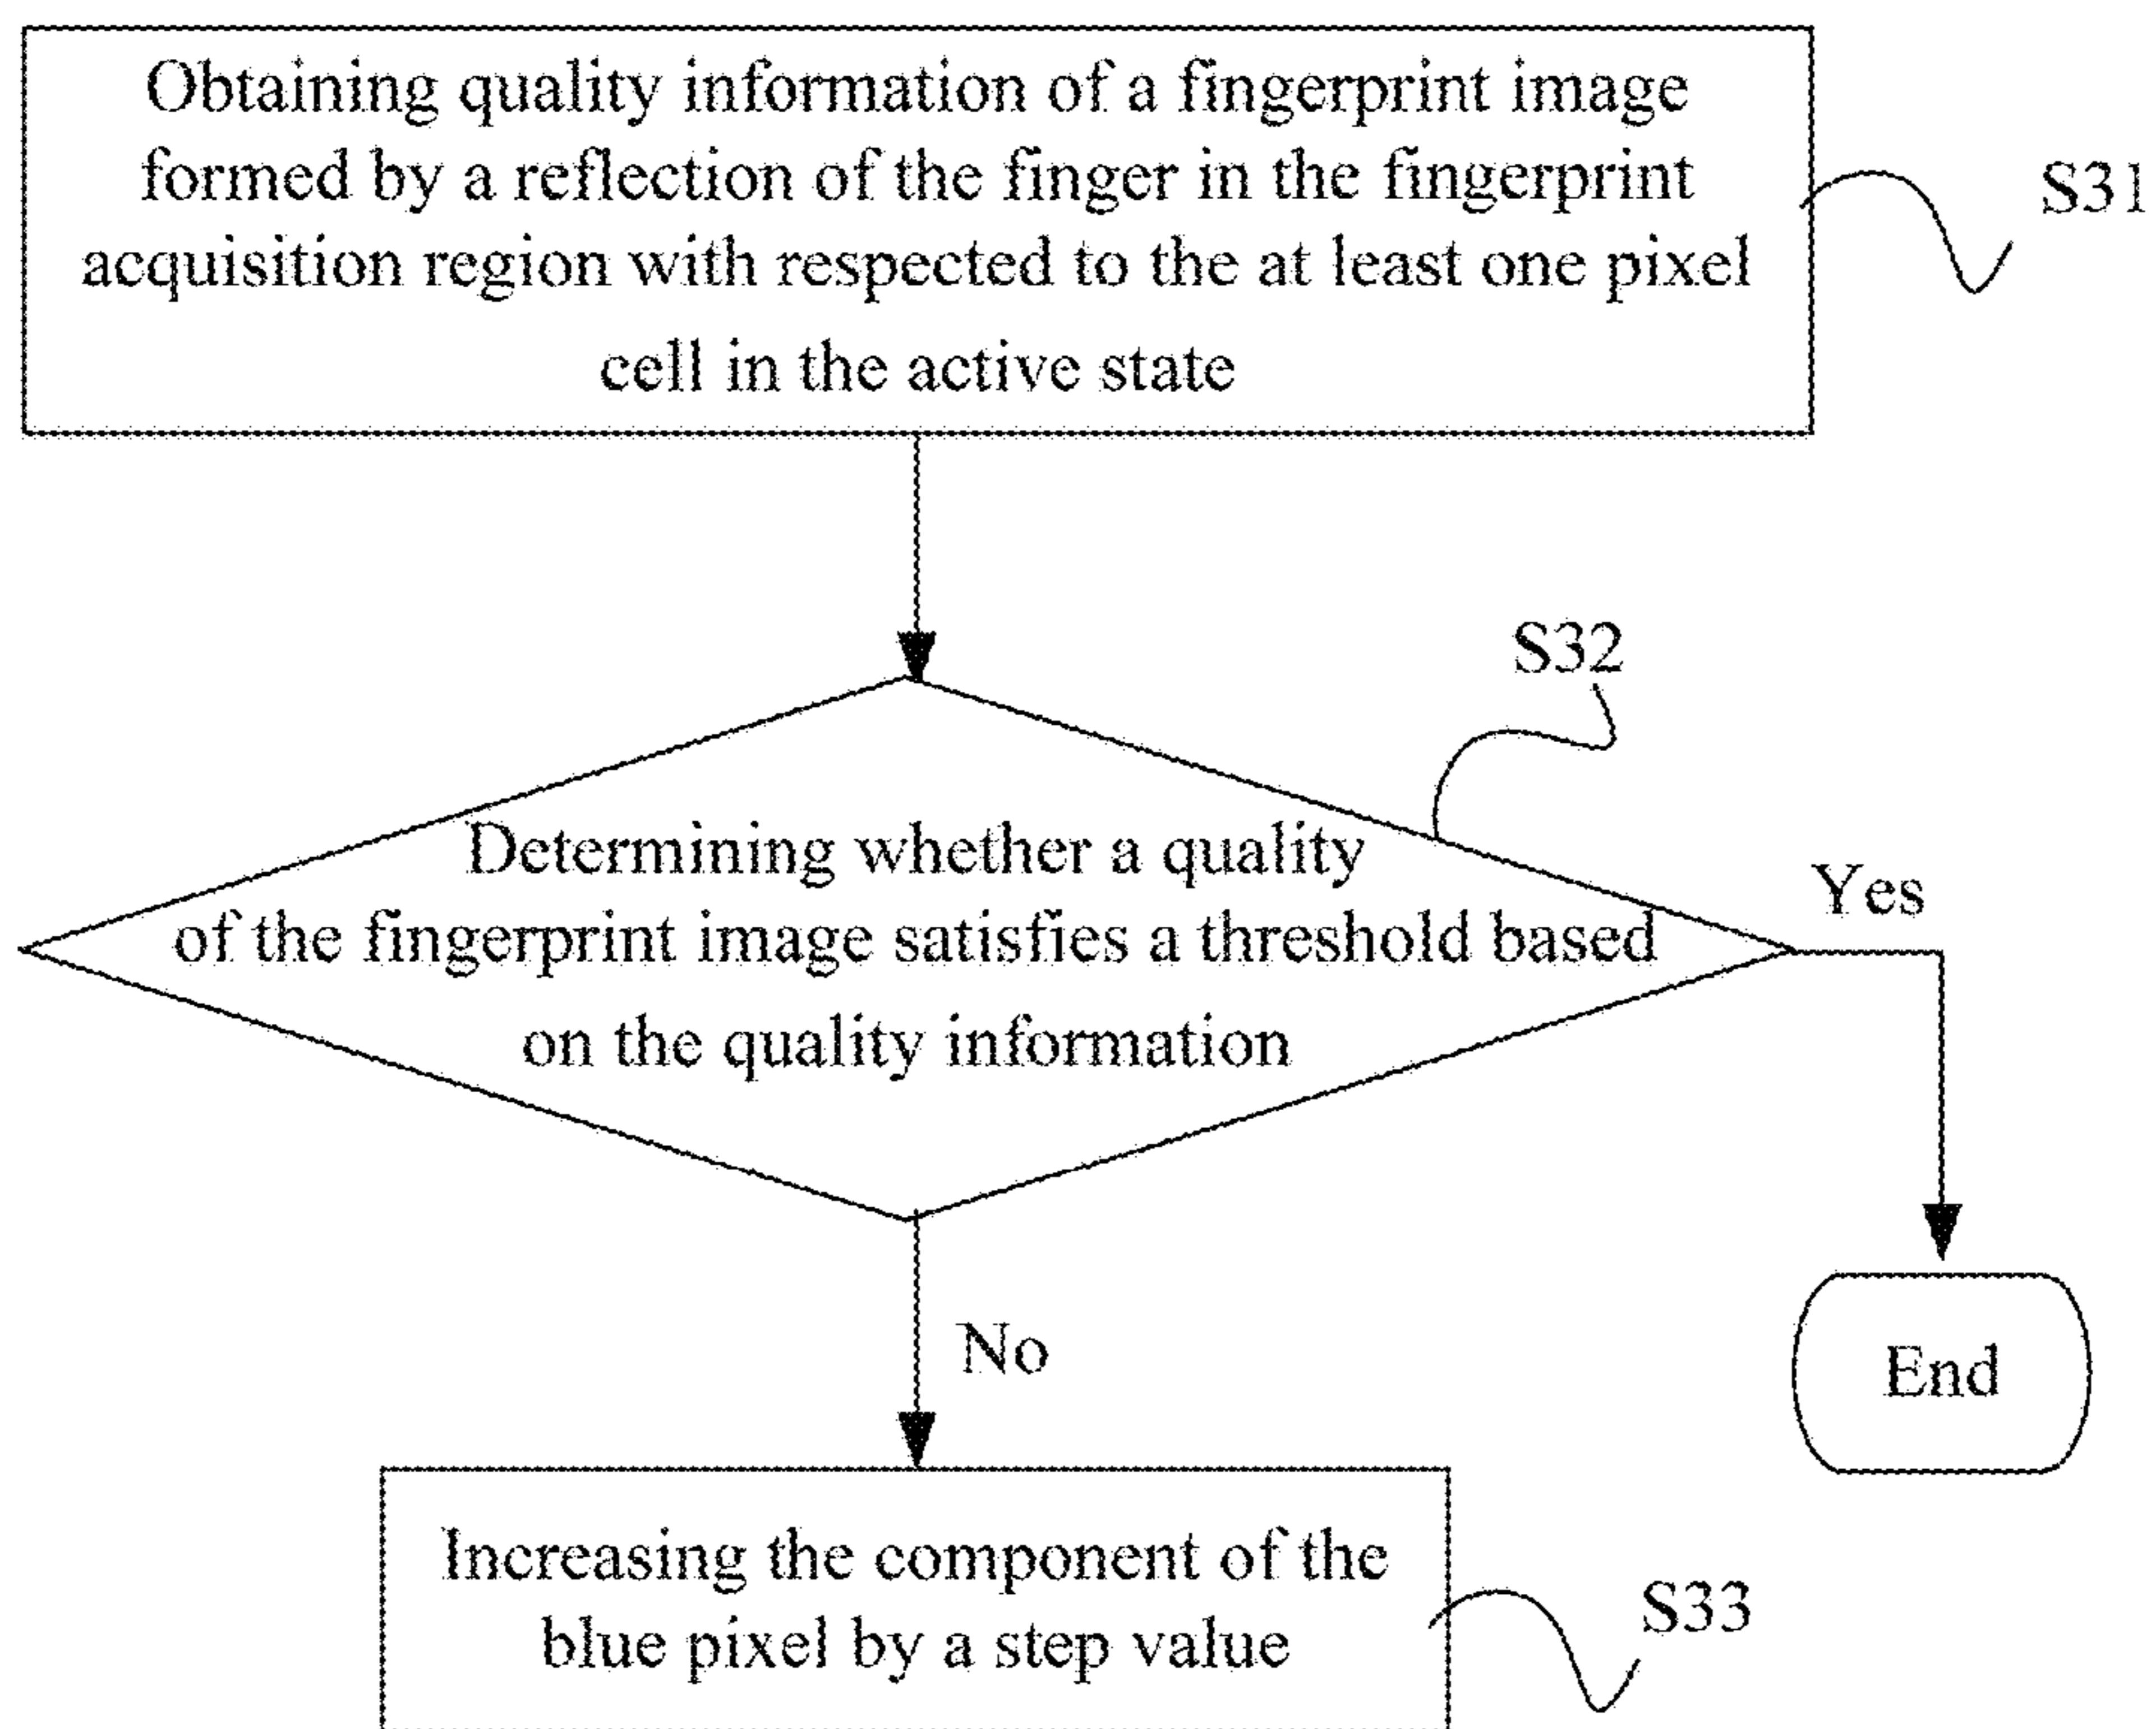 Obtaining quality information of a fingerprint image
formed by a reflection of the finger in the fingerprint
acquisition region with respected to the at least one pixel
cell in the active state
S31
S32
Determining whether a quality
of the fingerprint image satisfies a threshold based
on the quality information
Yes
No
End
Increasing the component of the
blue pixel by a step value
S33